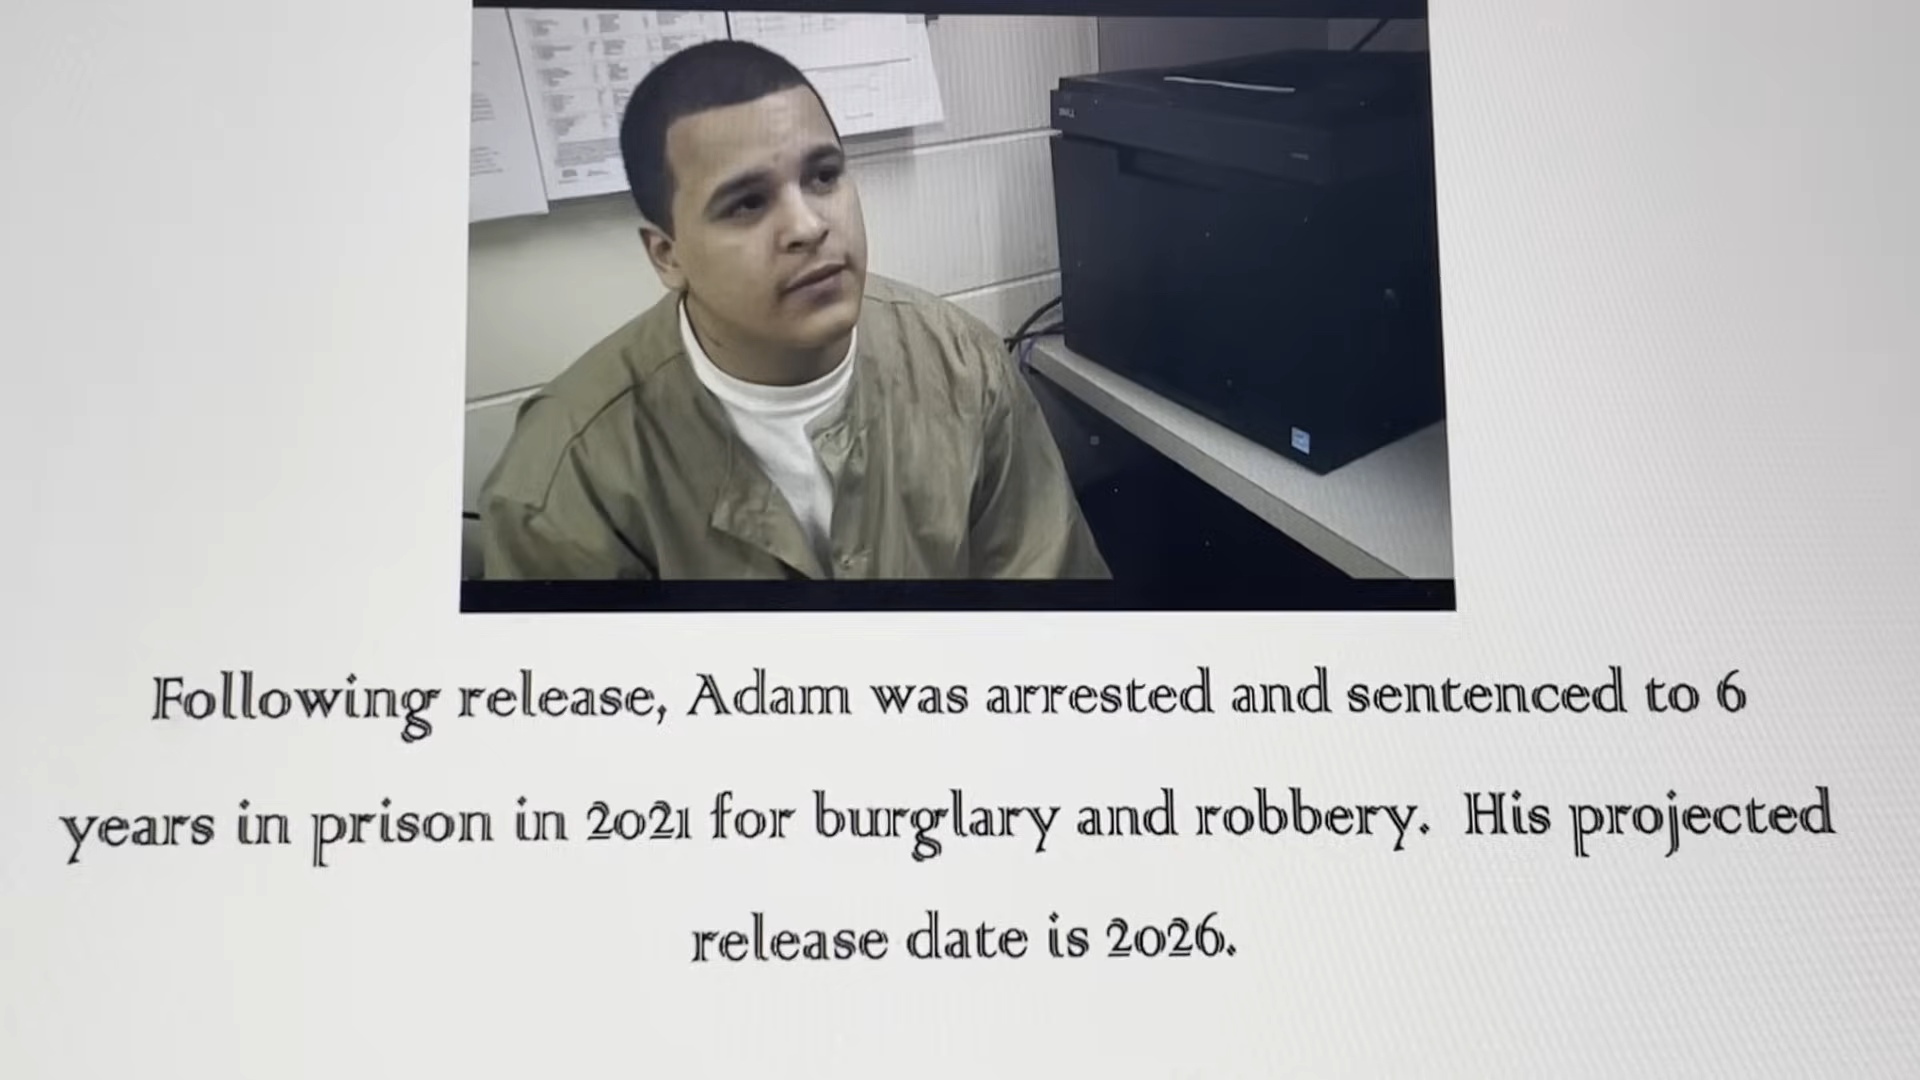 DELL
Following release, Adam was arrested and sentenced to 6
years in prison in 2021 for burglary and robbery. His projected
release date is 2026.